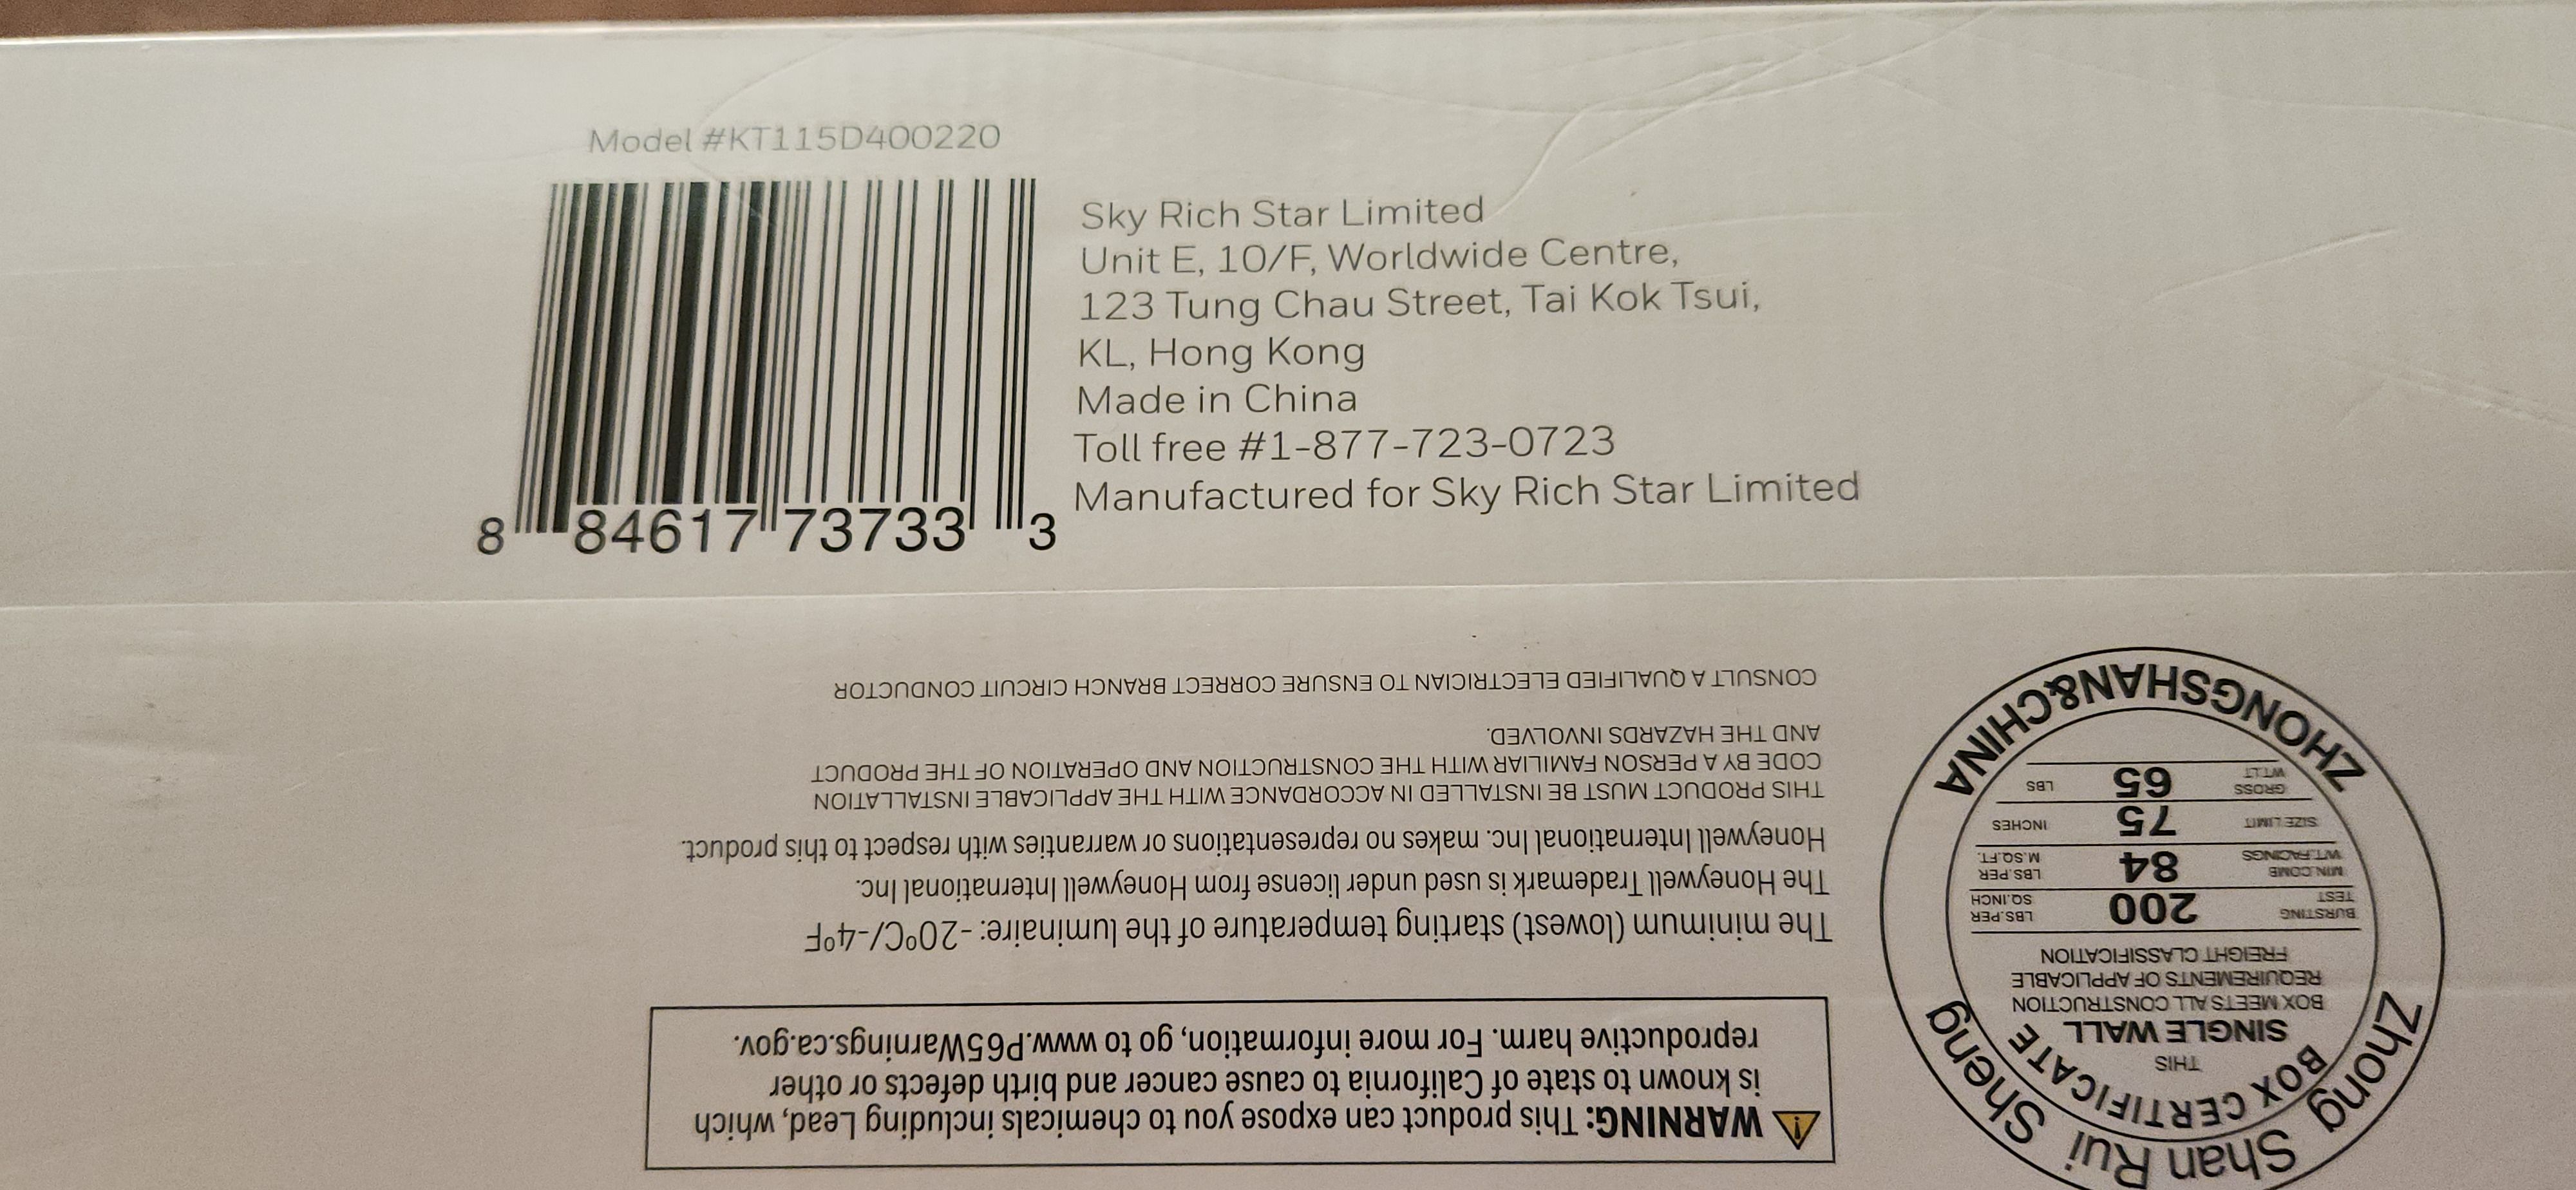 Model #KT115D400220
8 84617 73733 3
Sky Rich Star Limited
Unit E, 10/F, Worldwide Centre,
123 Tung Chau Street, Tai Kok Tsui,
KL, Hong Kong
Made in China
Toll free #1-877-723-0723
Manufactured for Sky Rich Star Limited
⚠ WARNING: This product can expose you to chemicals including Lead, which
is known to state of California to cause cancer and birth defects or other
reproductive harm. For more information, go to www.P65Warnings.ca.gov.
The minimum (lowest) starting temperature of the luminaire: -20ºC/-4ºF
The Honeywell Trademark is used under license from Honeywell International Inc.
Honeywell International Inc. makes no representations or warranties with respect to this product.
THIS PRODUCT MUST BE INSTALLED IN ACCORDANCE WITH THE APPLICABLE INSTALLATION
CODE BY A PERSON FAMILIAR WITH THE CONSTRUCTION AND OPERATION OF THE PRODUCT
AND THE HAZARDS INVOLVED.
CONSULT A QUALIFIED ELECTRICIAN TO ENSURE CORRECT BRANCH CIRCUIT CONDUCTOR
Zhong Shan Rui Sheng
BOX CERTIFICATE
THIS
SINGLE WALL
BOX MEETS ALL CONSTRUCTION
REQUIREMENTS OF APPLICABLE
FREIGHT CLASSIFICATION
BURSTING TEST 200 LBS.PER SQ.INCH
MIN.COMB WT.FACINGS 84 LBS.PER M.SQ.FT.
SIZE LIMIT 75 INCHES
GROSS WT.LT 65 LBS
ZHONGSHAN&CHINA